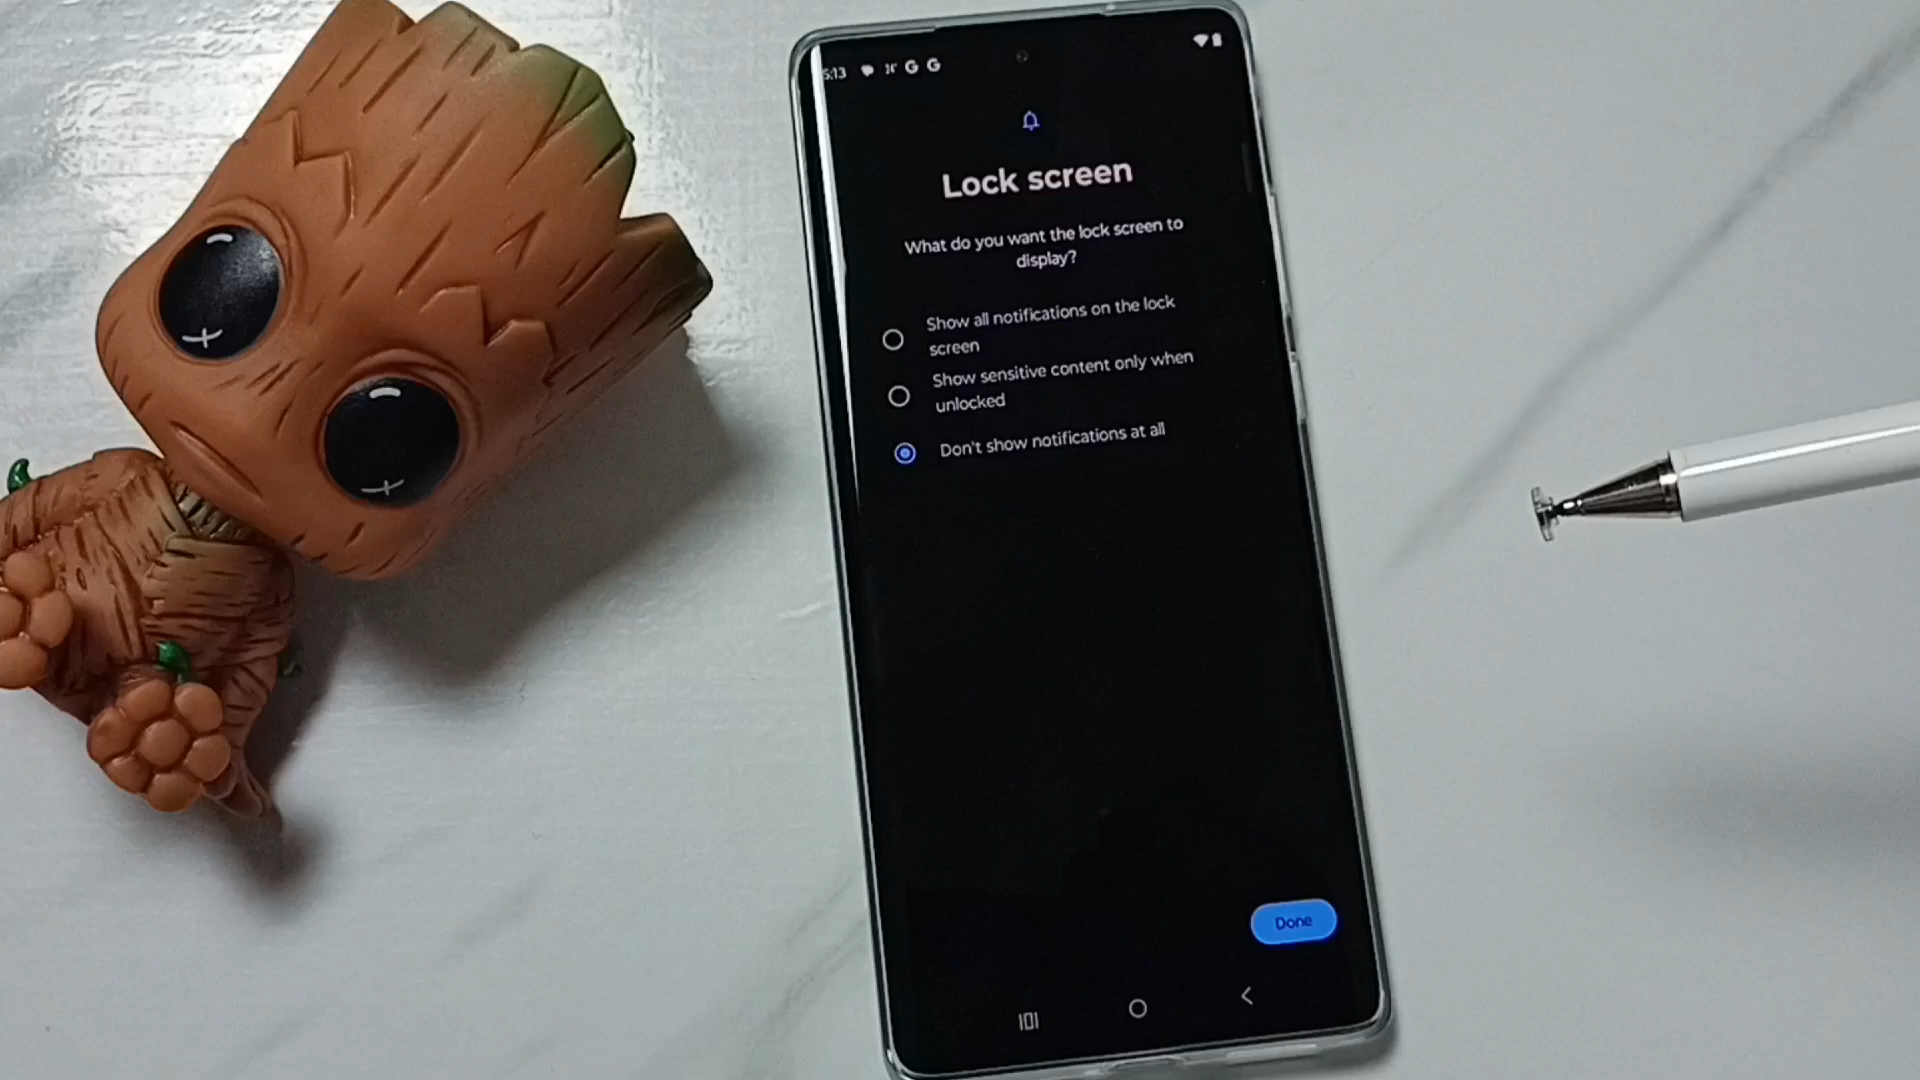 5:13 G G
Lock screen
What do you want the lock screen to
display?
Show all notifications on the lock
screen
Show sensitive content only when
unlocked
Don't show notifications at all
Done